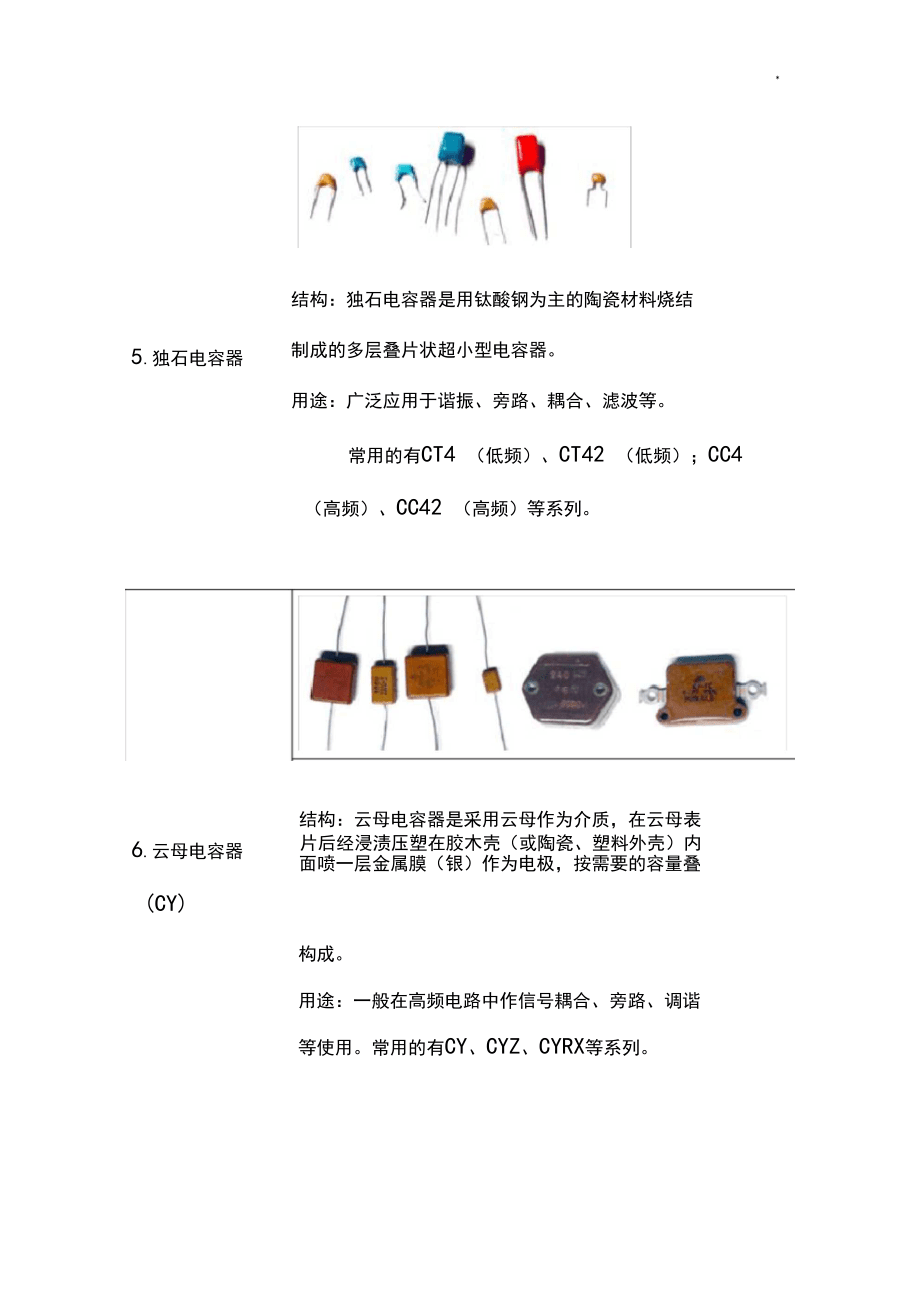 .
结构：独石电容器是用钛酸钢为主的陶瓷材料烧结
5.独石电容器
制成的多层叠片状超小型电容器。
用途：广泛应用于谐振、旁路、耦合、滤波等。
常用的有CT4 （低频）、CT42 （低频）；CC4
（高频）、CC42 （高频）等系列。
结构：云母电容器是采用云母作为介质，在云母表
片后经浸渍压塑在胶木壳（或陶瓷、塑料外壳）内
6.云母电容器
面喷一层金属膜（银）作为电极，按需要的容量叠
(CY)
构成。
用途：一般在高频电路中作信号耦合、旁路、调谐
等使用。常用的有CY、CYZ、CYRX等系列。